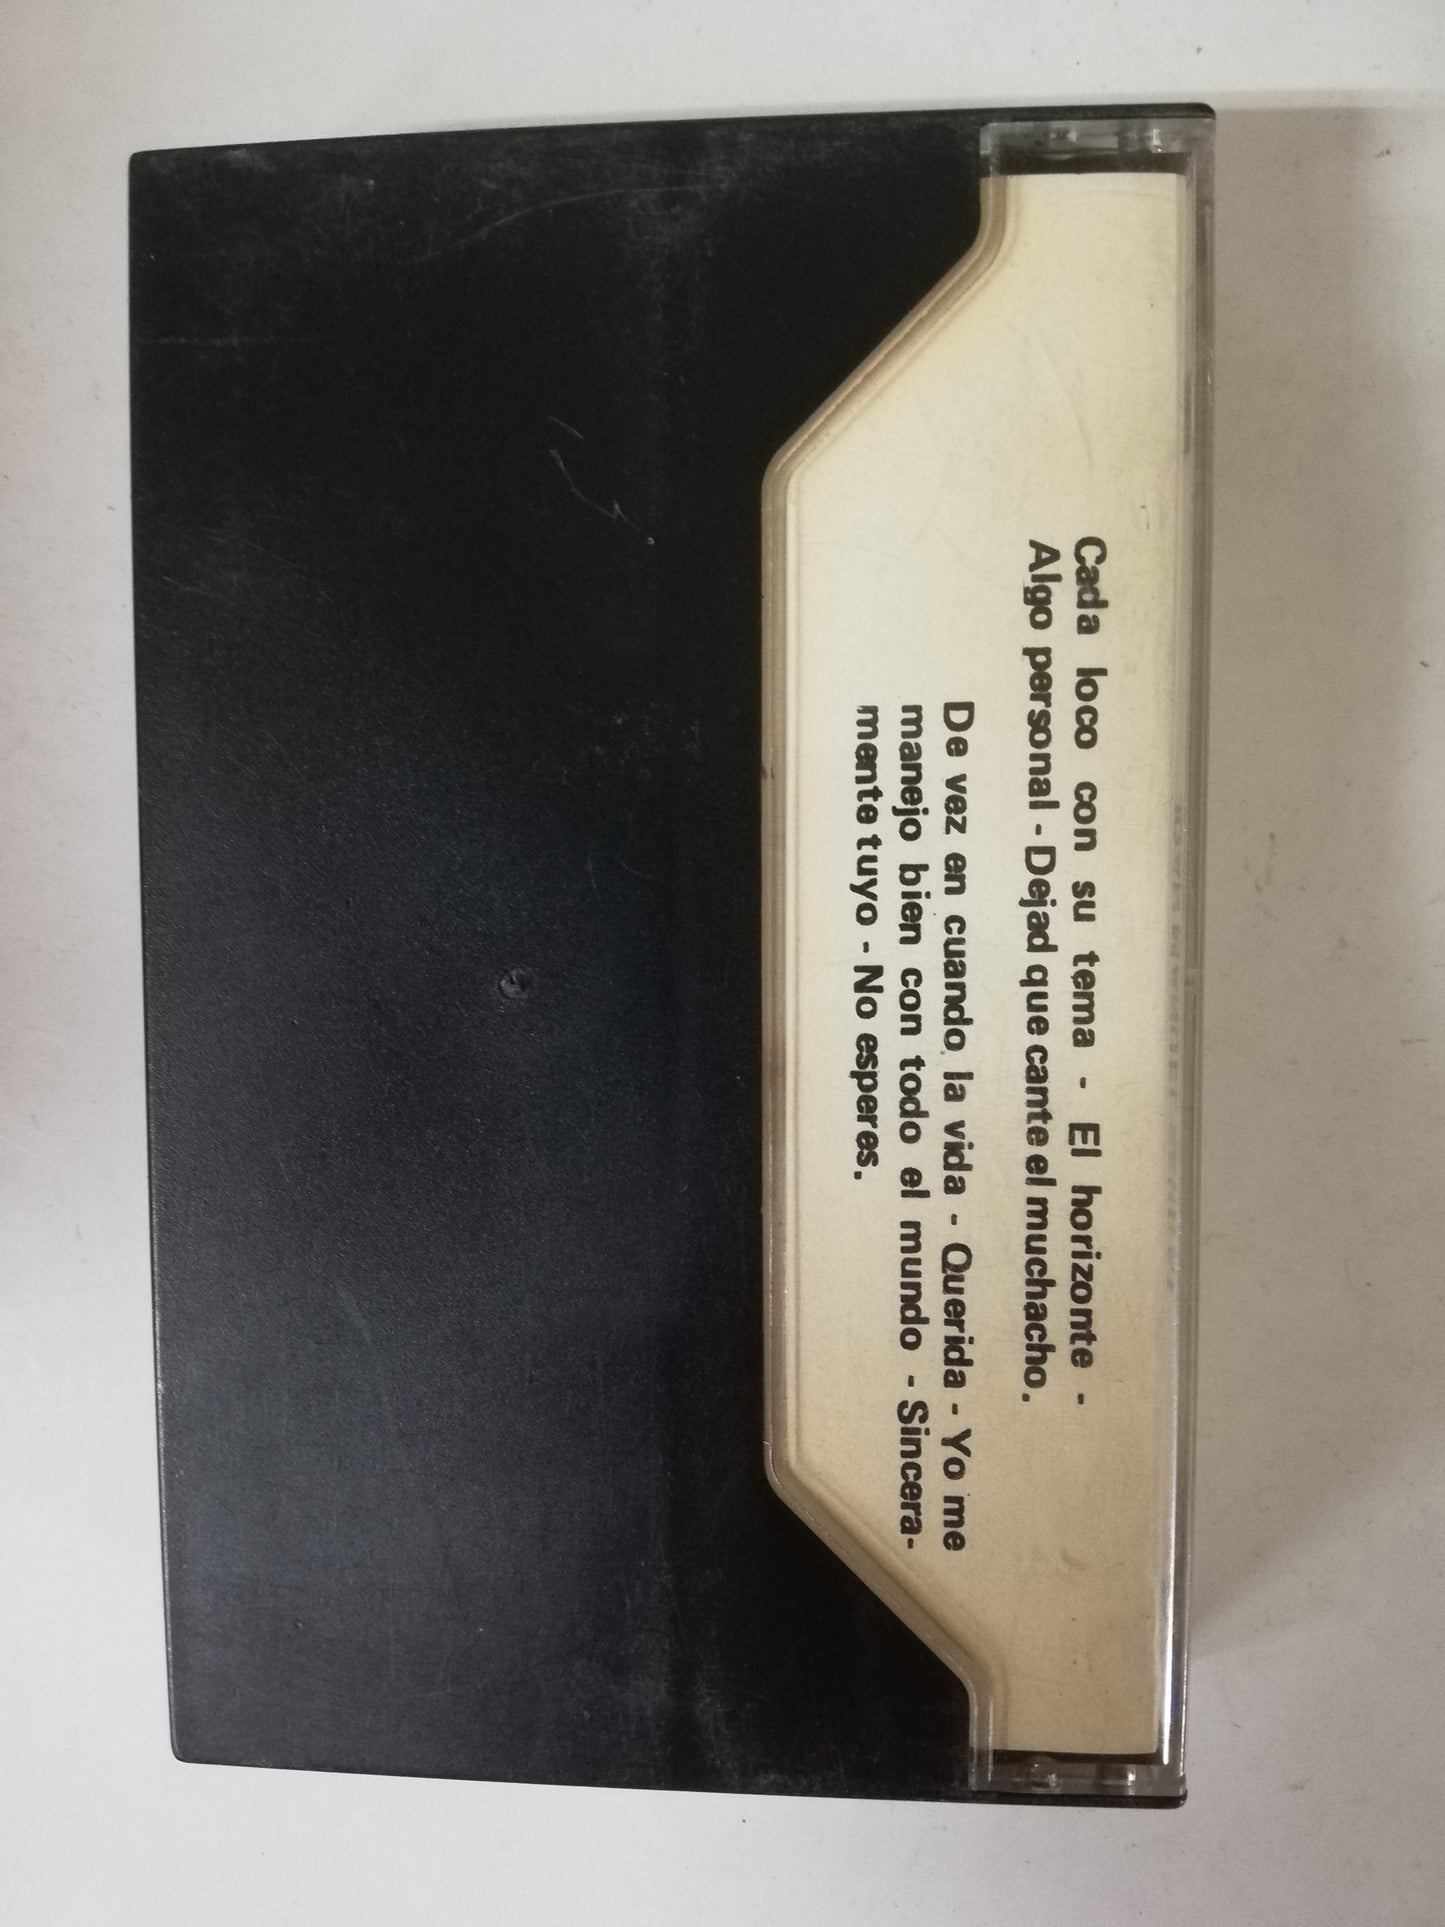 Cada loco con su tema - El horizonte -
Algo personal - Dejad que cante el muchacho.
De vez en cuando la vida - Querida - Yo me
manejo bien con todo el mundo - Sincera-
mente tuyo - No esperes.